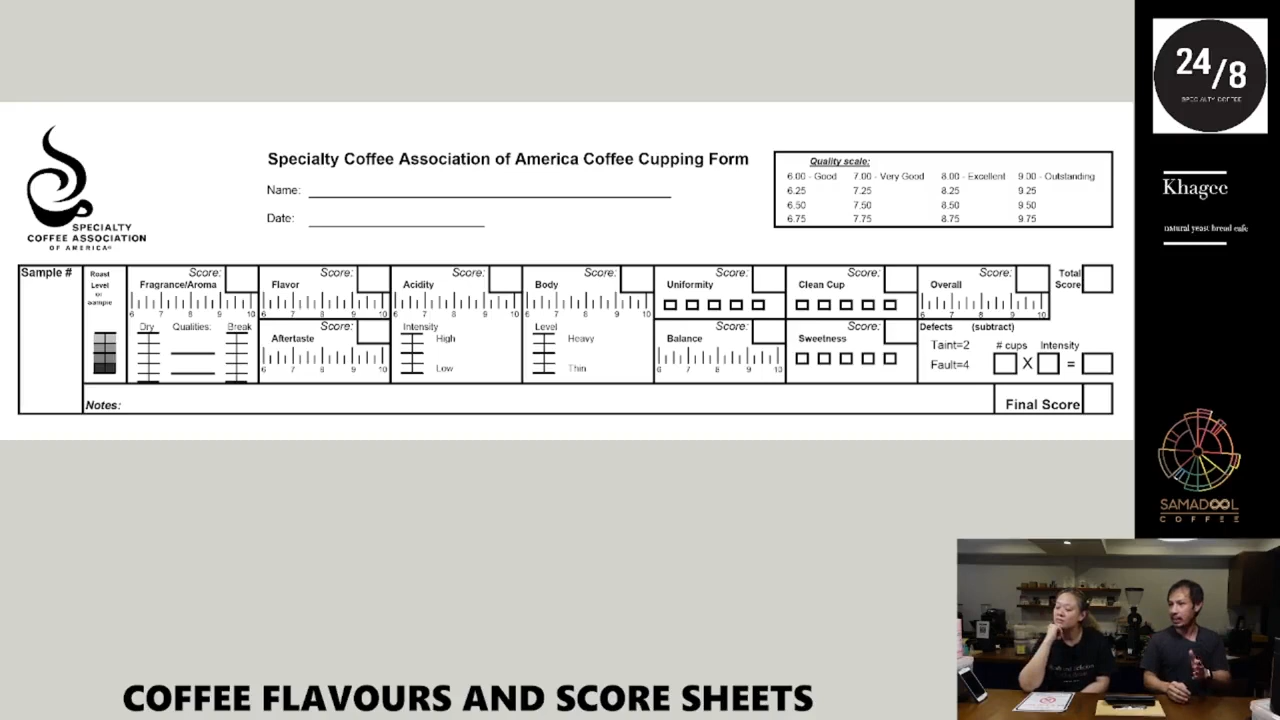 24/8
SPECIALTY COFFEE
Khagee
natural yeast bread cafe
SAMADOOL
COFFEE
SPECIALTY
COFFEE ASSOCIATION
OF AMERICA®
Specialty Coffee Association of America Coffee Cupping Form
Name:
Date:
Quality scale:
6.00 - Good 7.00 - Very Good 8.00 - Excellent 9.00 - Outstanding
6.25 7.25 8.25 9.25
6.50 7.50 8.50 9.50
6.75 7.75 8.75 9.75
Sample #
Roast
Level
of
Sample
Score:
Fragrance/Aroma
6 7 8 9 10
Dry Qualities: Break
Score:
Flavor
6 7 8 9 10
Score:
Aftertaste
6 7 8 9 10
Score:
Acidity
6 7 8 9 10
Intensity
High
Low
Score:
Body
6 7 8 9 10
Level
Heavy
Thin
Score:
Uniformity
Score:
Balance
6 7 8 9 10
Score:
Clean Cup
Score:
Sweetness
Score:
Overall
6 7 8 9 10
Total
Score
Defects (subtract)
Taint=2
Fault=4
# cups Intensity
X =
Notes:
Final Score
COFFEE FLAVOURS AND SCORE SHEETS